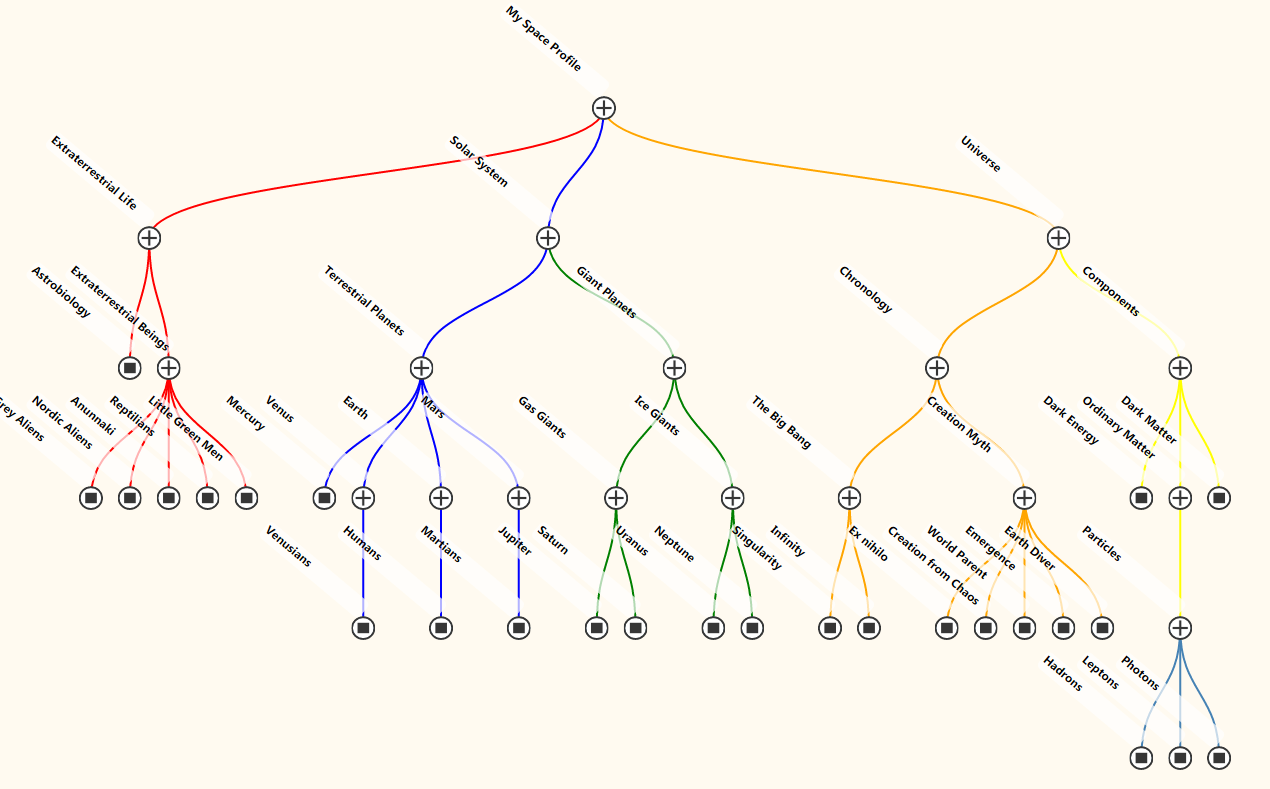 My Space Profile
Extraterrestrial Life
Solar System
Universe
Astrobiology
Extraterrestrial Beings
Terrestrial Planets
Giant Planets
Chronology
Components
rey Aliens
Nordic Aliens
Anunnaki
Reptilians
Little Green Men
Mercury
Venus
Earth
Mars
Gas Giants
Ice Giants
The Big Bang
Creation Myth
Dark Energy
Ordinary Matter
Dark Matter
Venusians
Humans
Martians
Jupiter
Saturn
Uranus
Neptune
Singularity
Infinity
Ex nihilo
Creation from Chaos
World Parent
Emergence
Earth Diver
Particles
Hadrons
Leptons
Photons